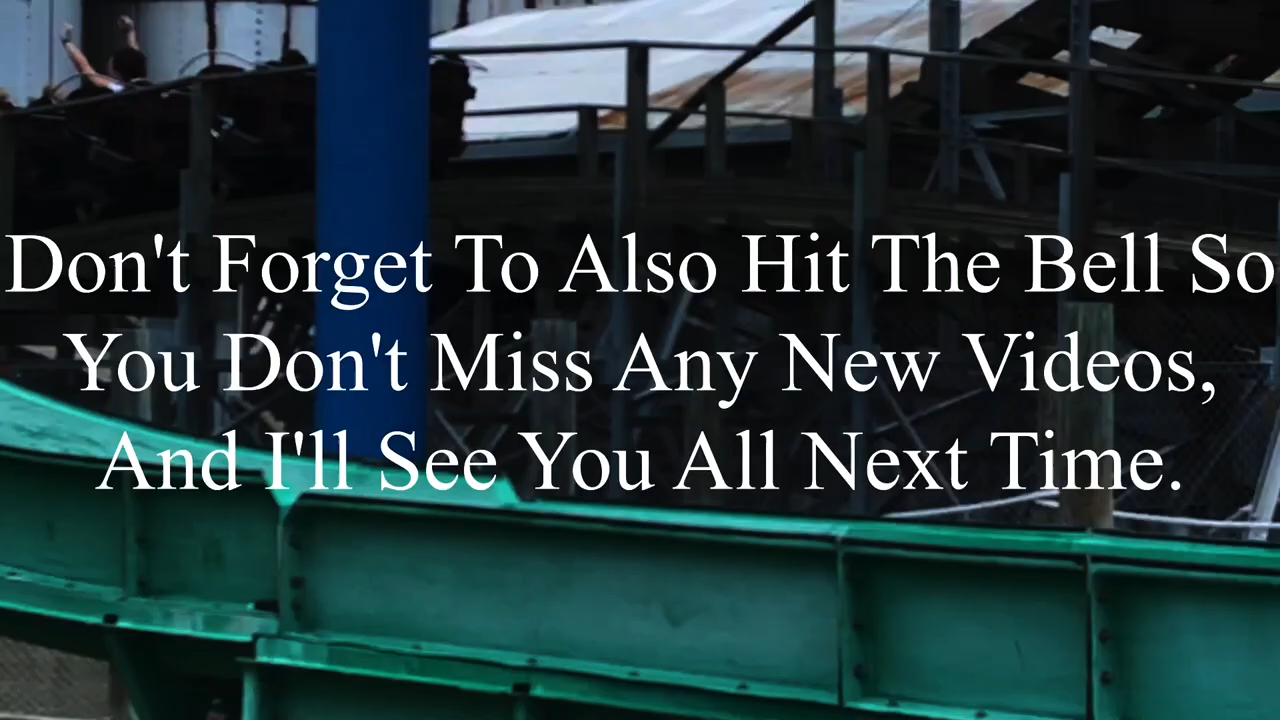 Don't Forget To Also Hit The Bell So
You Don't Miss Any New Videos,
And I'll See You All Next Time.